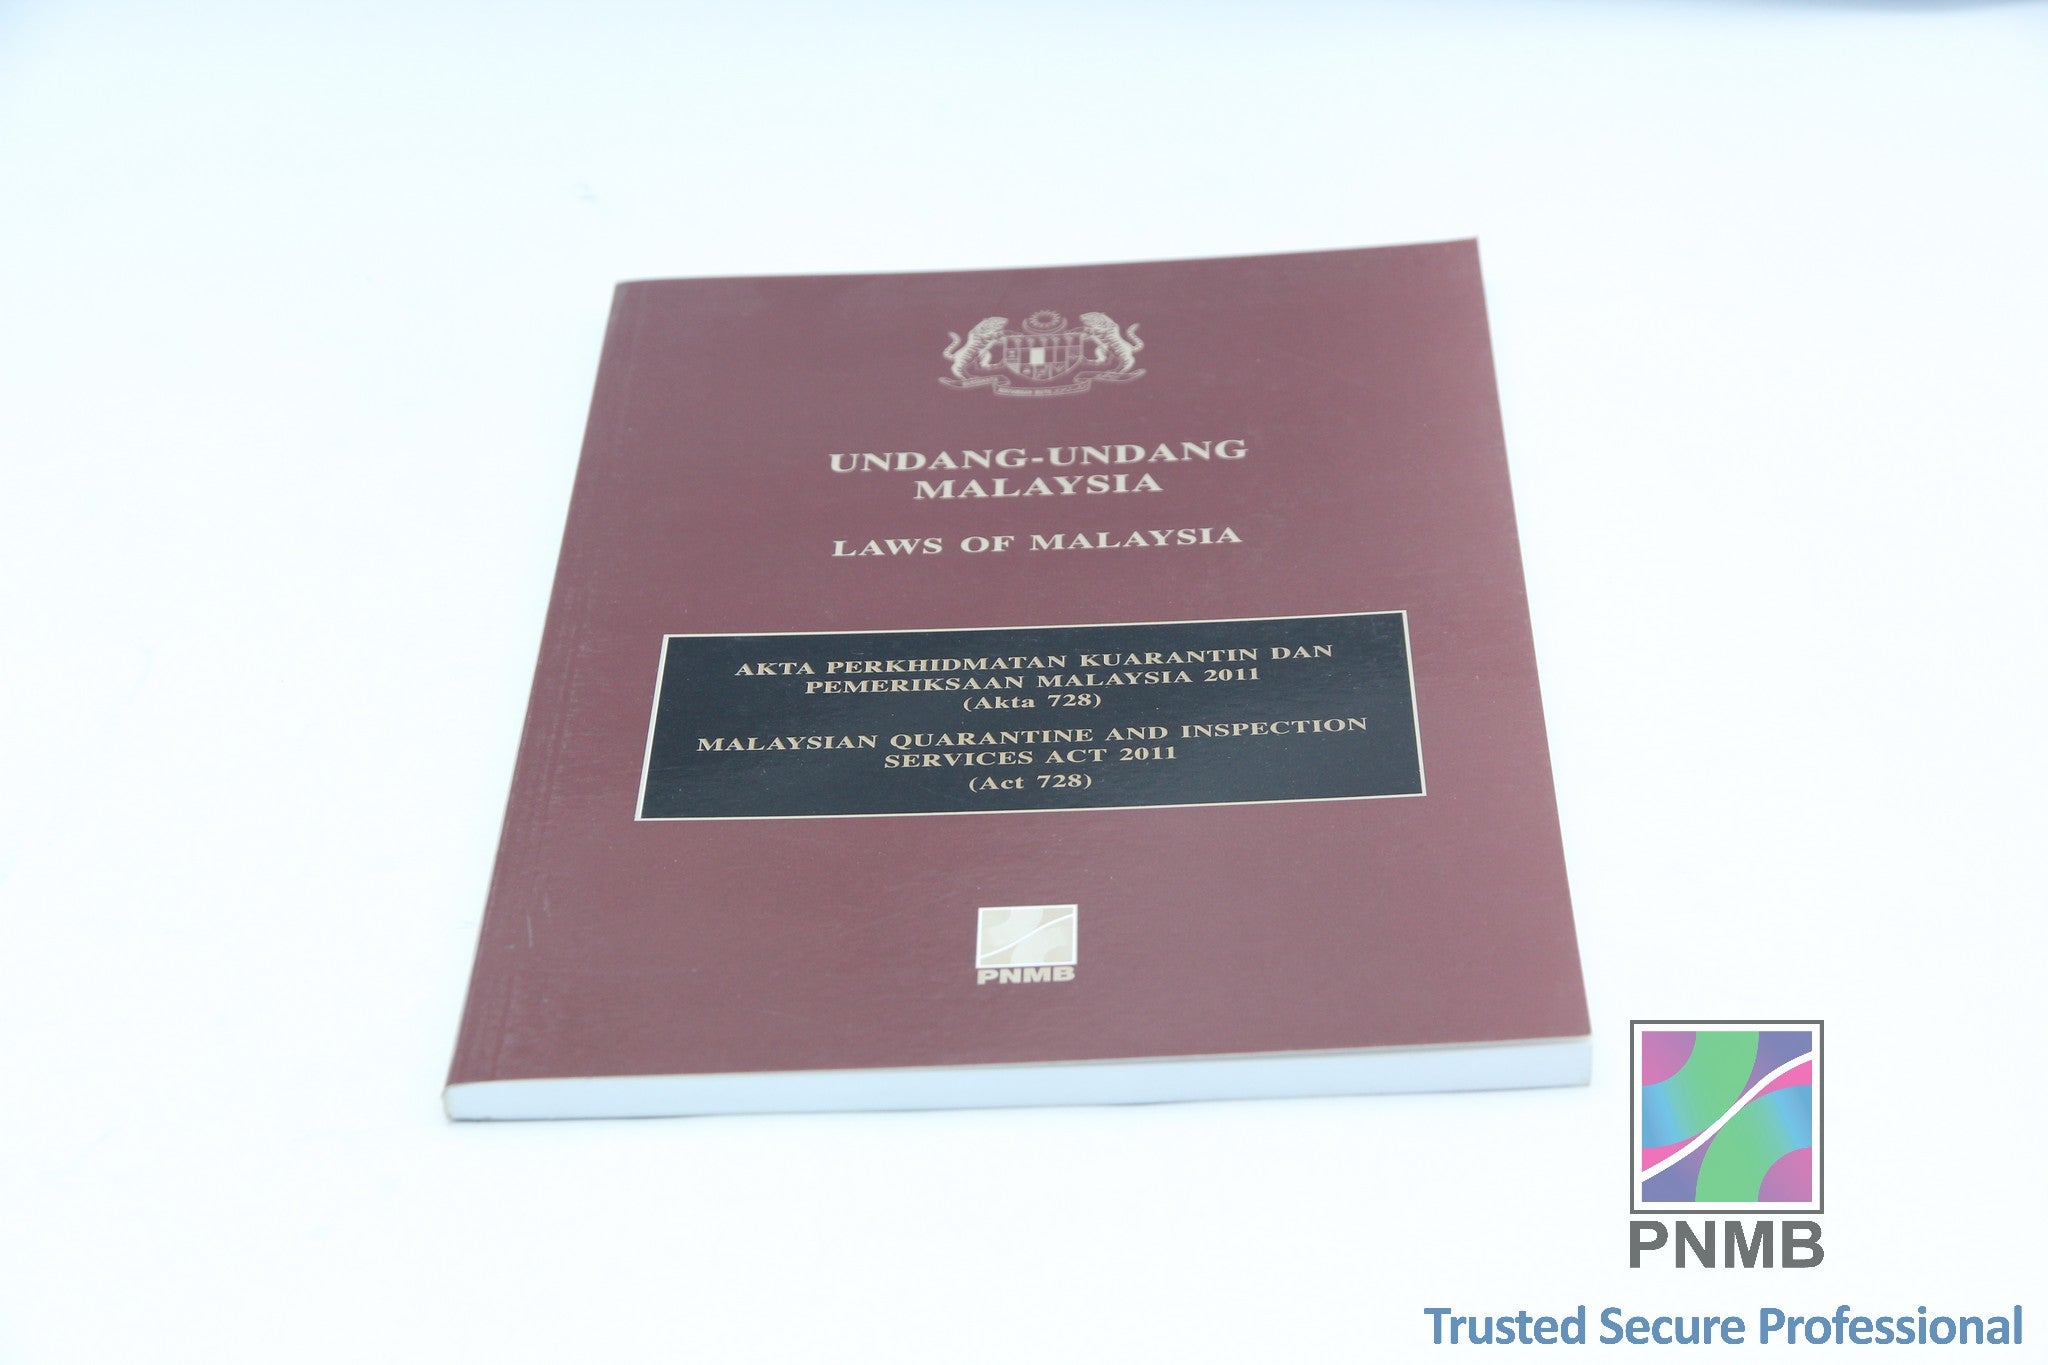 UNDANG-UNDANG
MALAYSIA
LAWS OF MALAYSIA
AKTA PERKHIDMATAN KUARANTIN DAN
PEMERIKSAAN MALAYSIA 2011
(Akta 728)
MALAYSIAN QUARANTINE AND INSPECTION
SERVICES ACT 2011
(Act 728)
PNMB
PNMB
Trusted Secure Professional